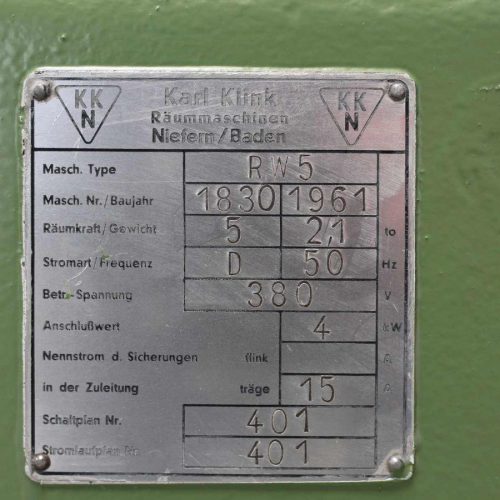 KKN Karl Klink KKN
Räummaschinen
Niefern/Baden
Masch. Type RW5
Masch. Nr./Baujahr 1830 1961
Räumkraft/Gewicht 5 2,1 to
Stromart/Frequenz D 50 Hz
Betr.-Spannung 380 V
Anschlußwert 4 kW
Nennstrom d. Sicherungen flink A
in der Zuleitung träge 15 A
Schaltplan Nr. 401
Stromlaufplan Nr. 401